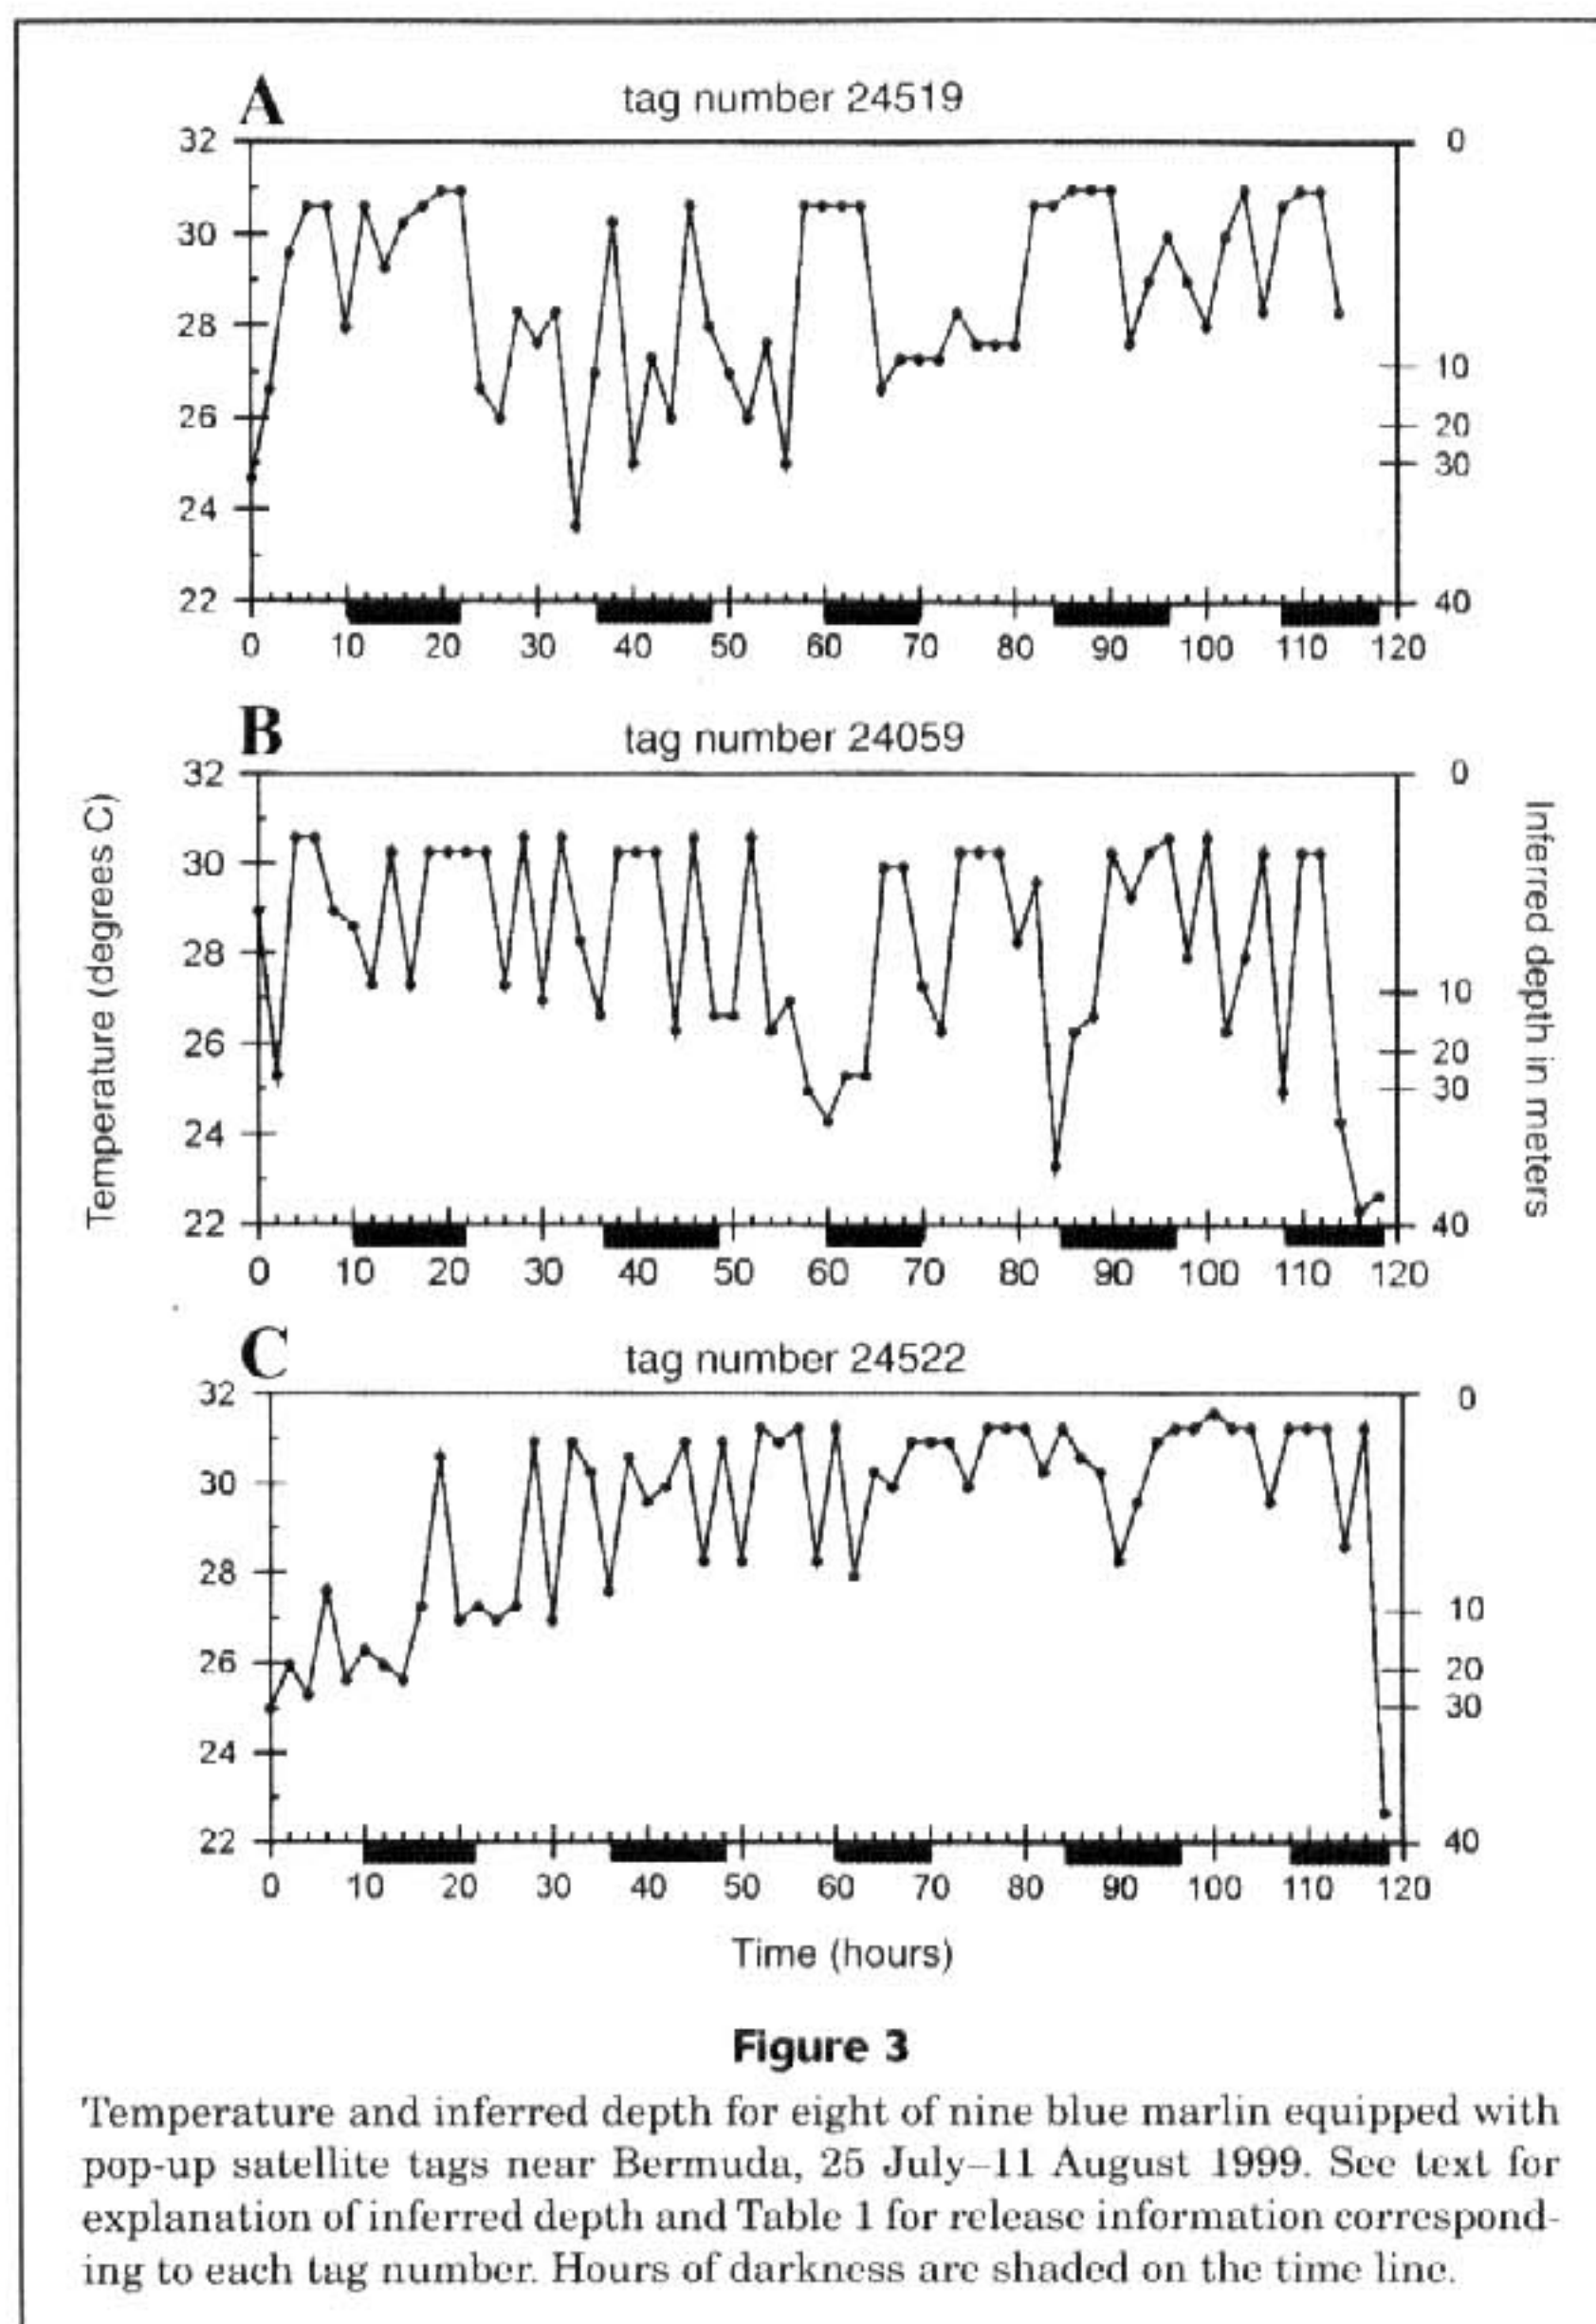 A
tag number 24519
32
30
28
26
24
22
0
10
20
30
40
0 10 20 30 40 50 60 70 80 90 100 110 120
B
tag number 24059
32
30
28
26
24
22
0
10
20
30
40
0 10 20 30 40 50 60 70 80 90 100 110 120
Temperature (degrees C)
Inferred depth in meters
C
tag number 24522
32
30
28
26
24
22
0
10
20
30
40
0 10 20 30 40 50 60 70 80 90 100 110 120
Time (hours)
Figure 3
Temperature and inferred depth for eight of nine blue marlin equipped with
pop-up satellite tags near Bermuda, 25 July–11 August 1999. See text for
explanation of inferred depth and Table 1 for release information correspond-
ing to each tag number. Hours of darkness are shaded on the time line.